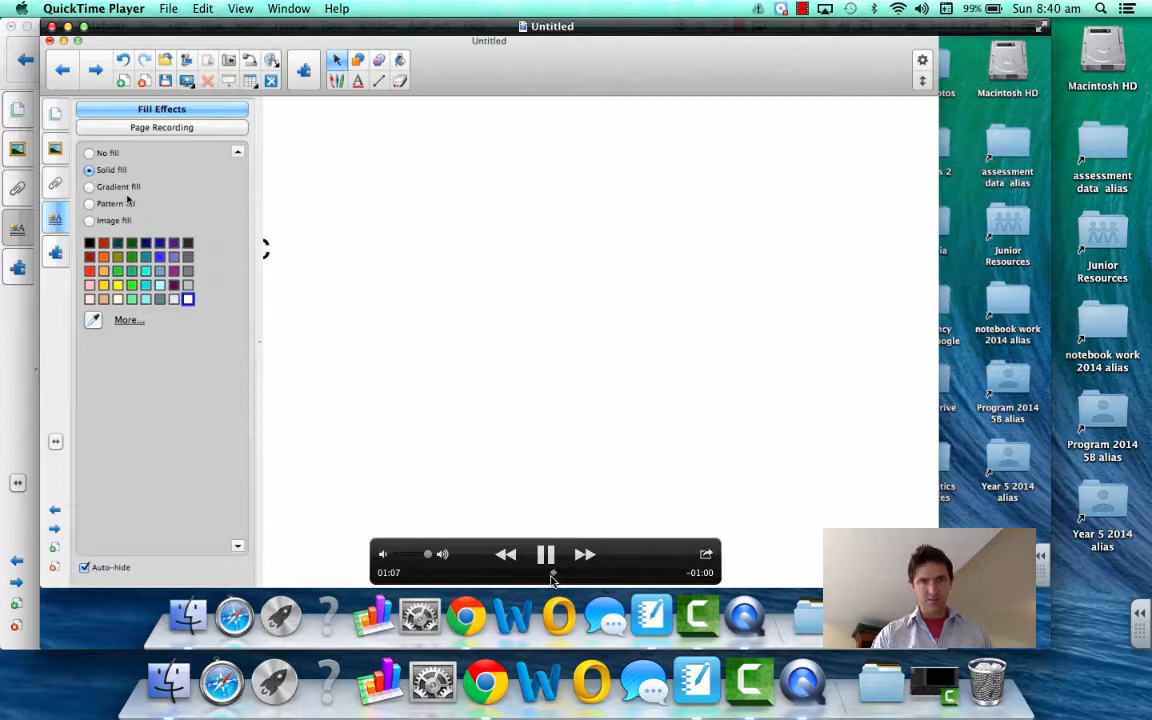 QuickTime Player File Edit View Window Help 99% Sun 8:40 am
Untitled
Untitled
Fill Effects
Page Recording
No fill
Solid fill
Gradient fill
Pattern
Image fill
More...
Auto-hide
c
01:07
-01:00
Macintosh HD
assessment
data alias
Junior
Resources
notebook work
2014 alias
Program 2014
5B alias
Year 5 2014
alias
Macintosh HD
assessment
data alias
Junior
Resources
notebook work
2014 alias
Program 2014
5B alias
Year 5 2014
alias